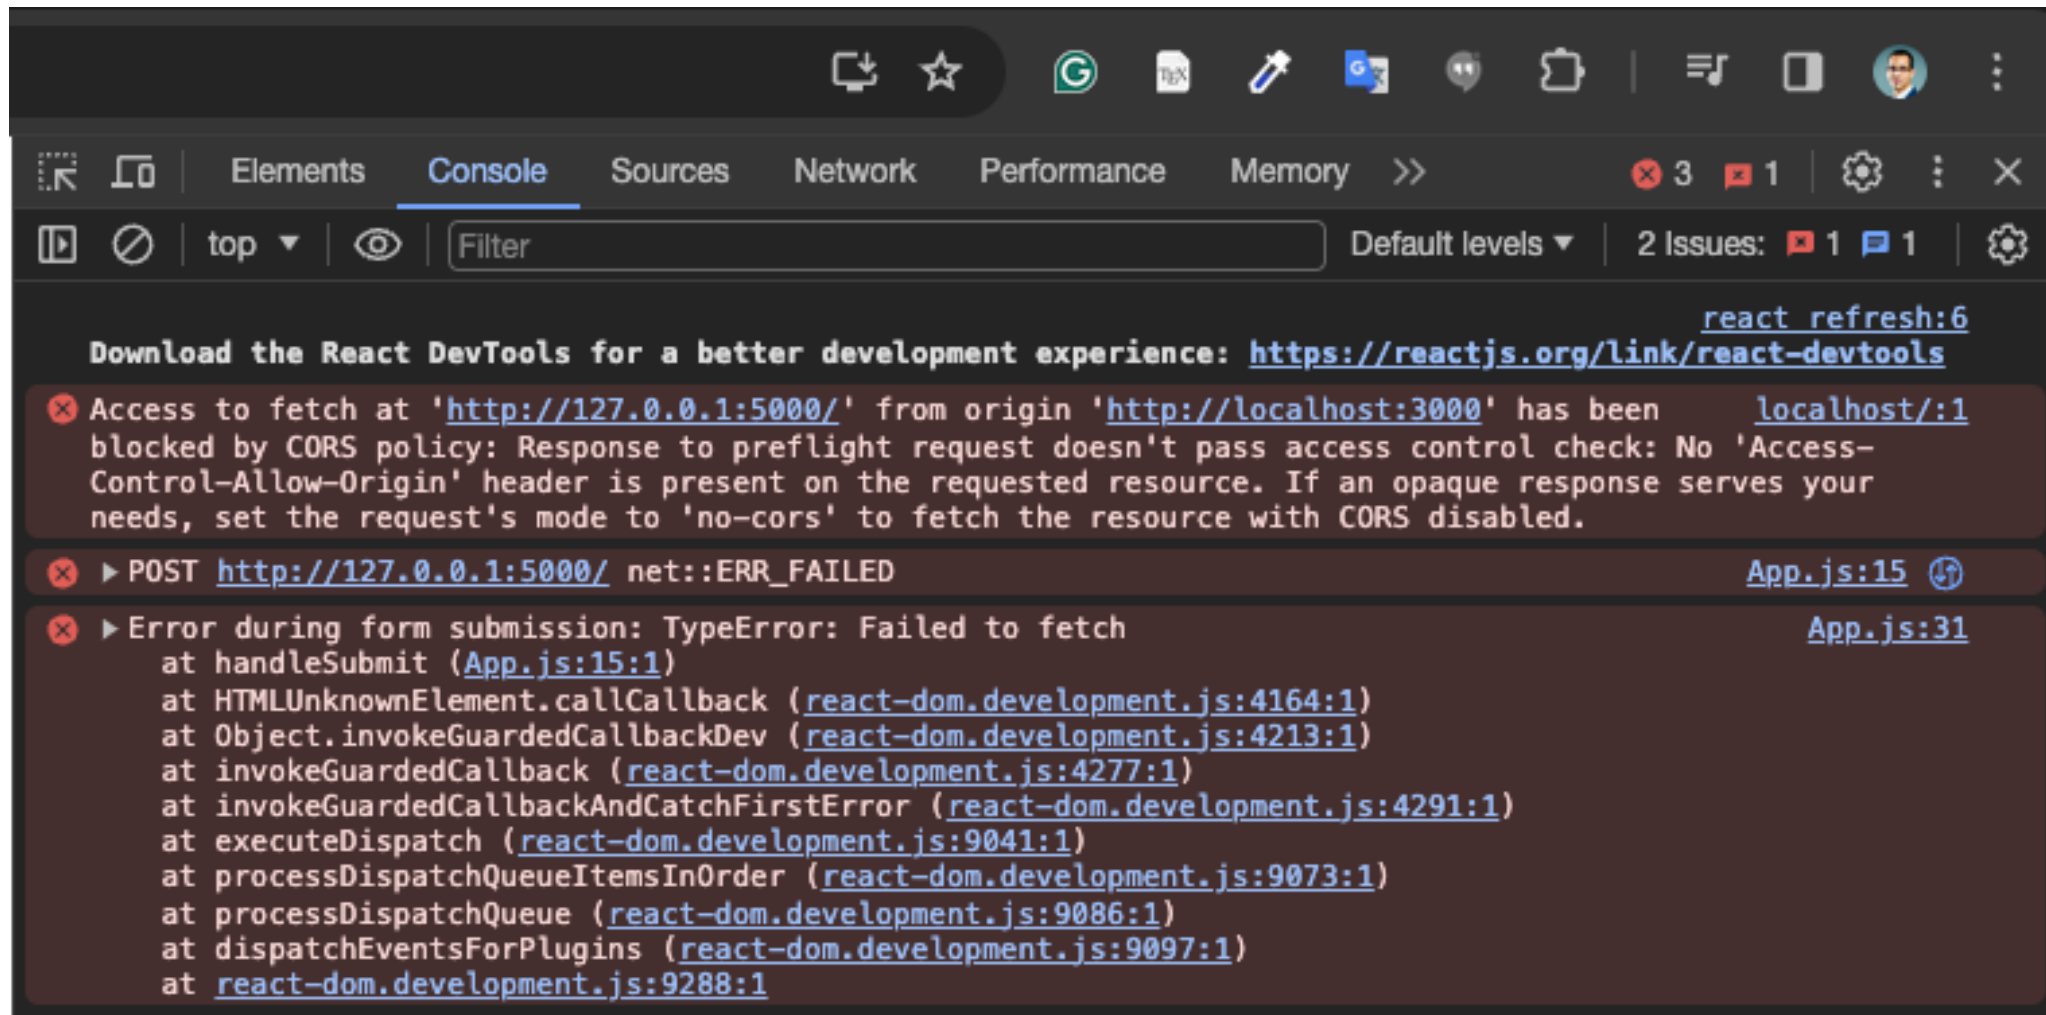 TEX
G
Elements Console Sources Network Performance Memory 3 1
top Filter Default levels 2 Issues: 1 1
react refresh:6
Download the React DevTools for a better development experience: https://reactjs.org/link/react-devtools
Access to fetch at 'http://127.0.0.1:5000/' from origin 'http://localhost:3000' has been localhost/:1
blocked by CORS policy: Response to preflight request doesn't pass access control check: No 'Access-
Control-Allow-Origin' header is present on the requested resource. If an opaque response serves your
needs, set the request's mode to 'no-cors' to fetch the resource with CORS disabled.
POST http://127.0.0.1:5000/ net::ERR_FAILED App.js:15
Error during form submission: TypeError: Failed to fetch App.js:31
at handleSubmit (App.js:15:1)
at HTMLUnknownElement.callCallback (react-dom.development.js:4164:1)
at Object.invokeGuardedCallbackDev (react-dom.development.js:4213:1)
at invokeGuardedCallback (react-dom.development.js:4277:1)
at invokeGuardedCallbackAndCatchFirstError (react-dom.development.js:4291:1)
at executeDispatch (react-dom.development.js:9041:1)
at processDispatchQueueItemsInOrder (react-dom.development.js:9073:1)
at processDispatchQueue (react-dom.development.js:9086:1)
at dispatchEventsForPlugins (react-dom.development.js:9097:1)
at react-dom.development.js:9288:1